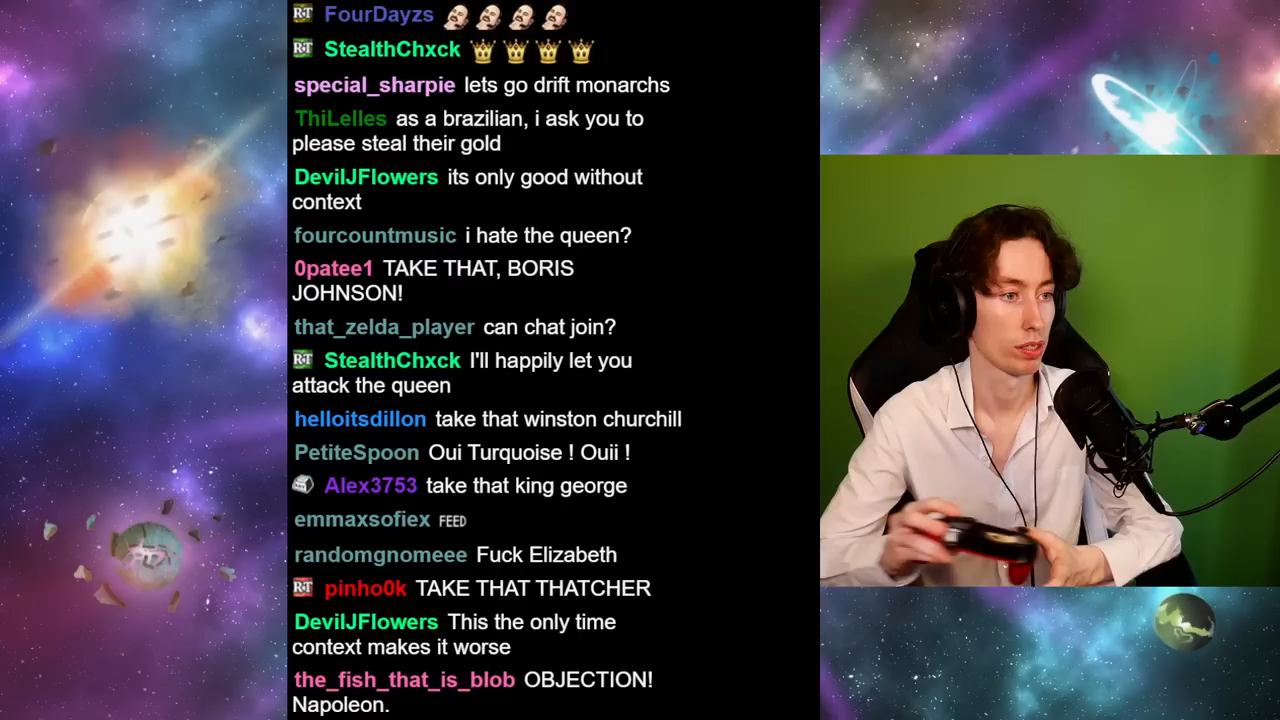 RT FourDayzs
RT StealthChxck
special_sharpie lets go drift monarchs
ThiLelles as a brazilian, i ask you to
please steal their gold
DevilJFlowers its only good without
context
fourcountmusic i hate the queen?
0patee1 TAKE THAT, BORIS
JOHNSON!
that_zelda_player can chat join?
RT StealthChxck I'll happily let you
attack the queen
helloitsdillon take that winston churchill
PetiteSpoon Oui Turquoise ! Ouii !
Alex3753 take that king george
emmaxsofiex FEED
randomgnomeee Fuck Elizabeth
RT pinho0k TAKE THAT THATCHER
DevilJFlowers This the only time
context makes it worse
the_fish_that_is_blob OBJECTION!
Napoleon.